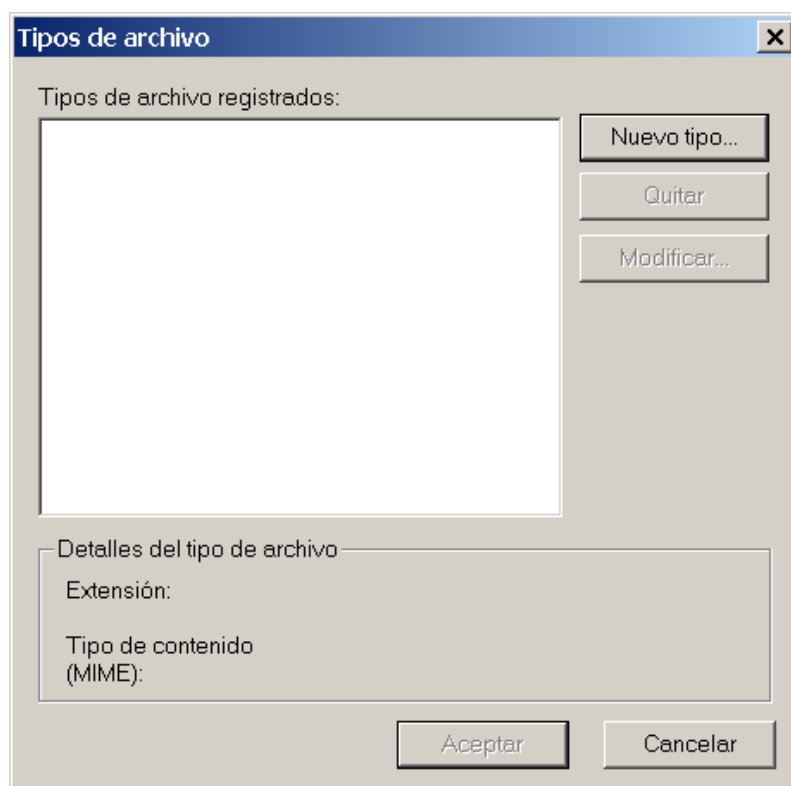 Tipos de archivo
Tipos de archivo registrados:
Nuevo tipo...
Quitar
Modificar...
Detalles del tipo de archivo
Extensión:
Tipo de contenido
(MIME):
Aceptar
Cancelar